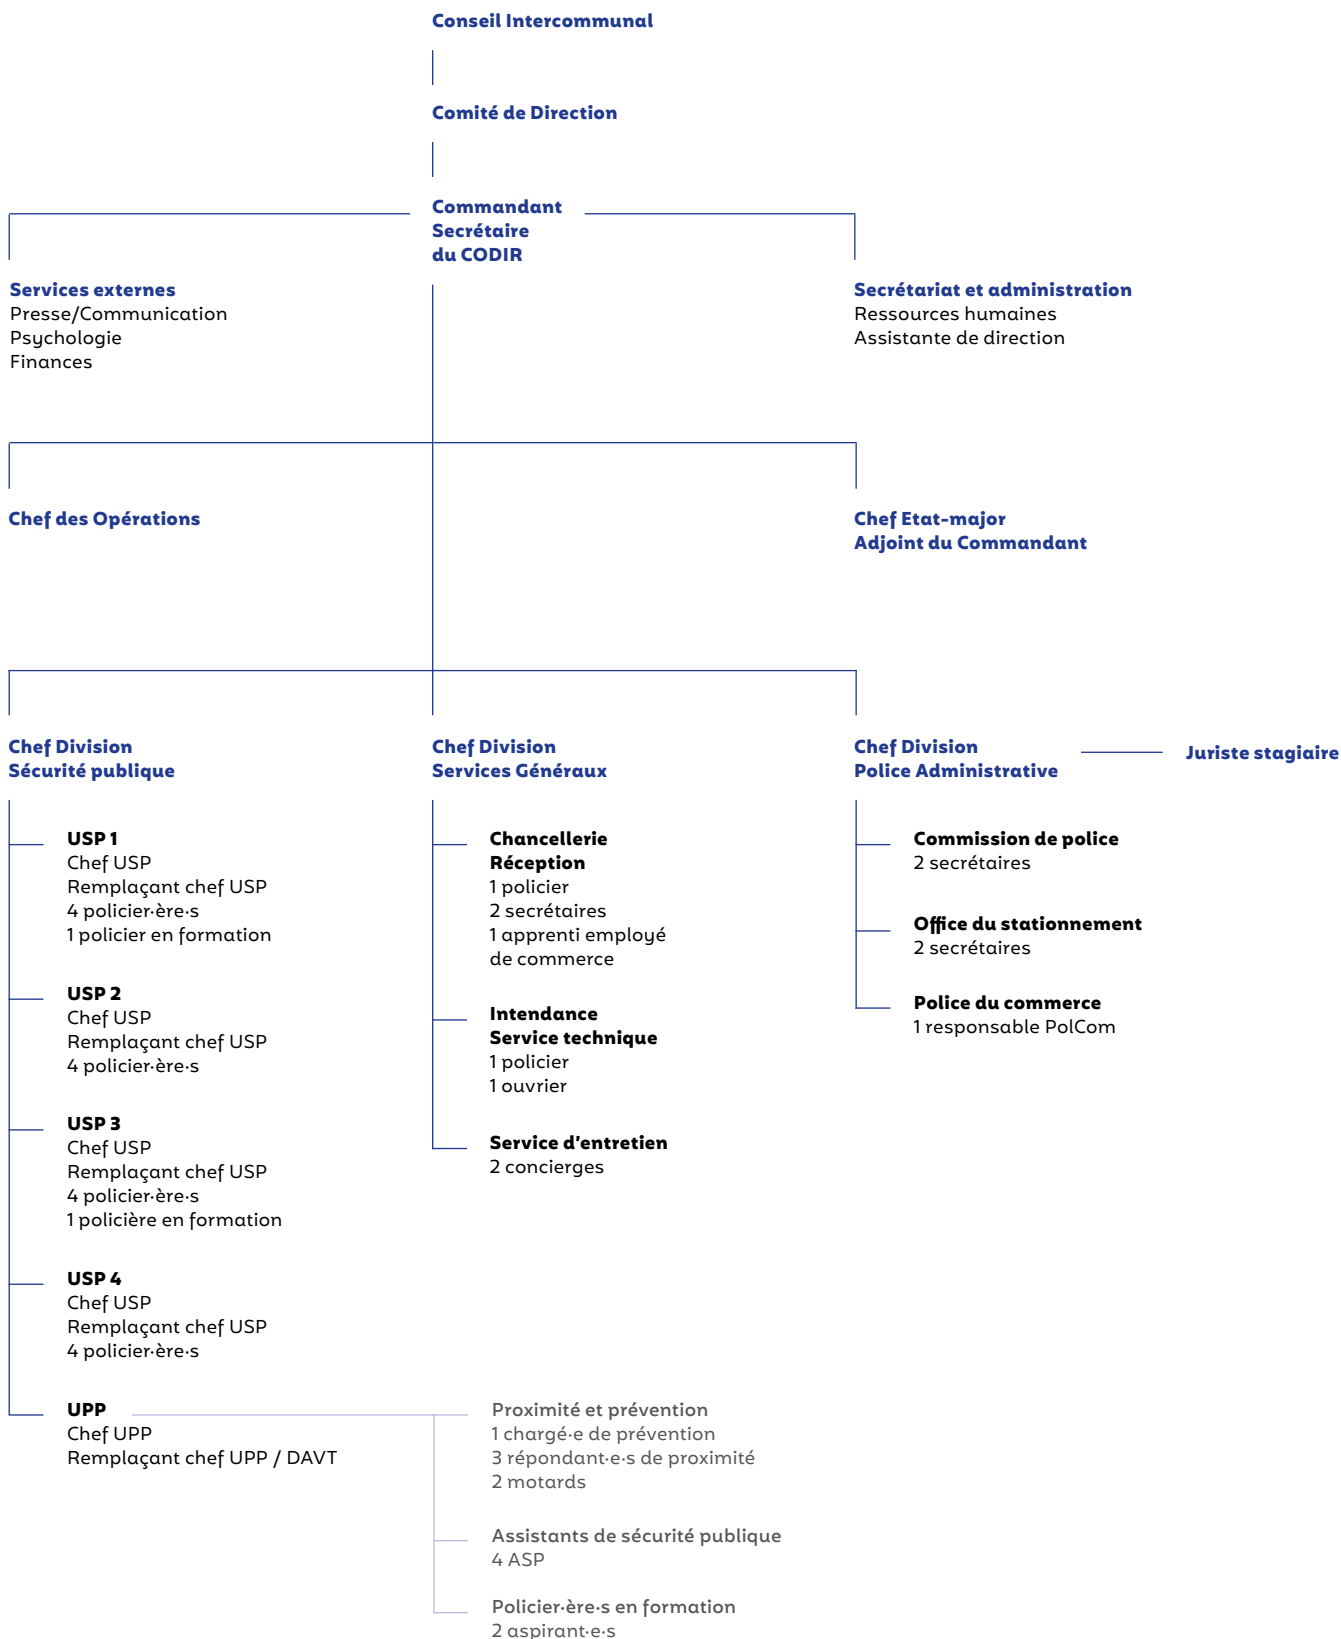 Conseil Intercommunal
Comité de Direction
Commandant
Secrétaire
du CODIR
Services externes
Presse/Communication
Psychologie
Finances
Secrétariat et administration
Ressources humaines
Assistante de direction
Chef des Opérations
Chef Etat-major
Adjoint du Commandant
Chef Division
Sécurité publique
Chef Division
Services Généraux
Chef Division
Police Administrative
Juriste stagiaire
USP 1
Chef USP
Remplaçant chef USP
4 policier·ère·s
1 policier en formation
USP 2
Chef USP
Remplaçant chef USP
4 policier·ère·s
USP 3
Chef USP
Remplaçant chef USP
4 policier·ère·s
1 policière en formation
USP 4
Chef USP
Remplaçant chef USP
4 policier·ère·s
UPP
Chef UPP
Remplaçant chef UPP / DAVT
Chancellerie
Réception
1 policier
2 secrétaires
1 apprenti employé
de commerce
Intendance
Service technique
1 policier
1 ouvrier
Service d'entretien
2 concierges
Commission de police
2 secrétaires
Office du stationnement
2 secrétaires
Police du commerce
1 responsable PolCom
Proximité et prévention
1 chargé·e de prévention
3 répondant·e·s de proximité
2 motards
Assistants de sécurité publique
4 ASP
Policier·ère·s en formation
2 aspirant·e·s